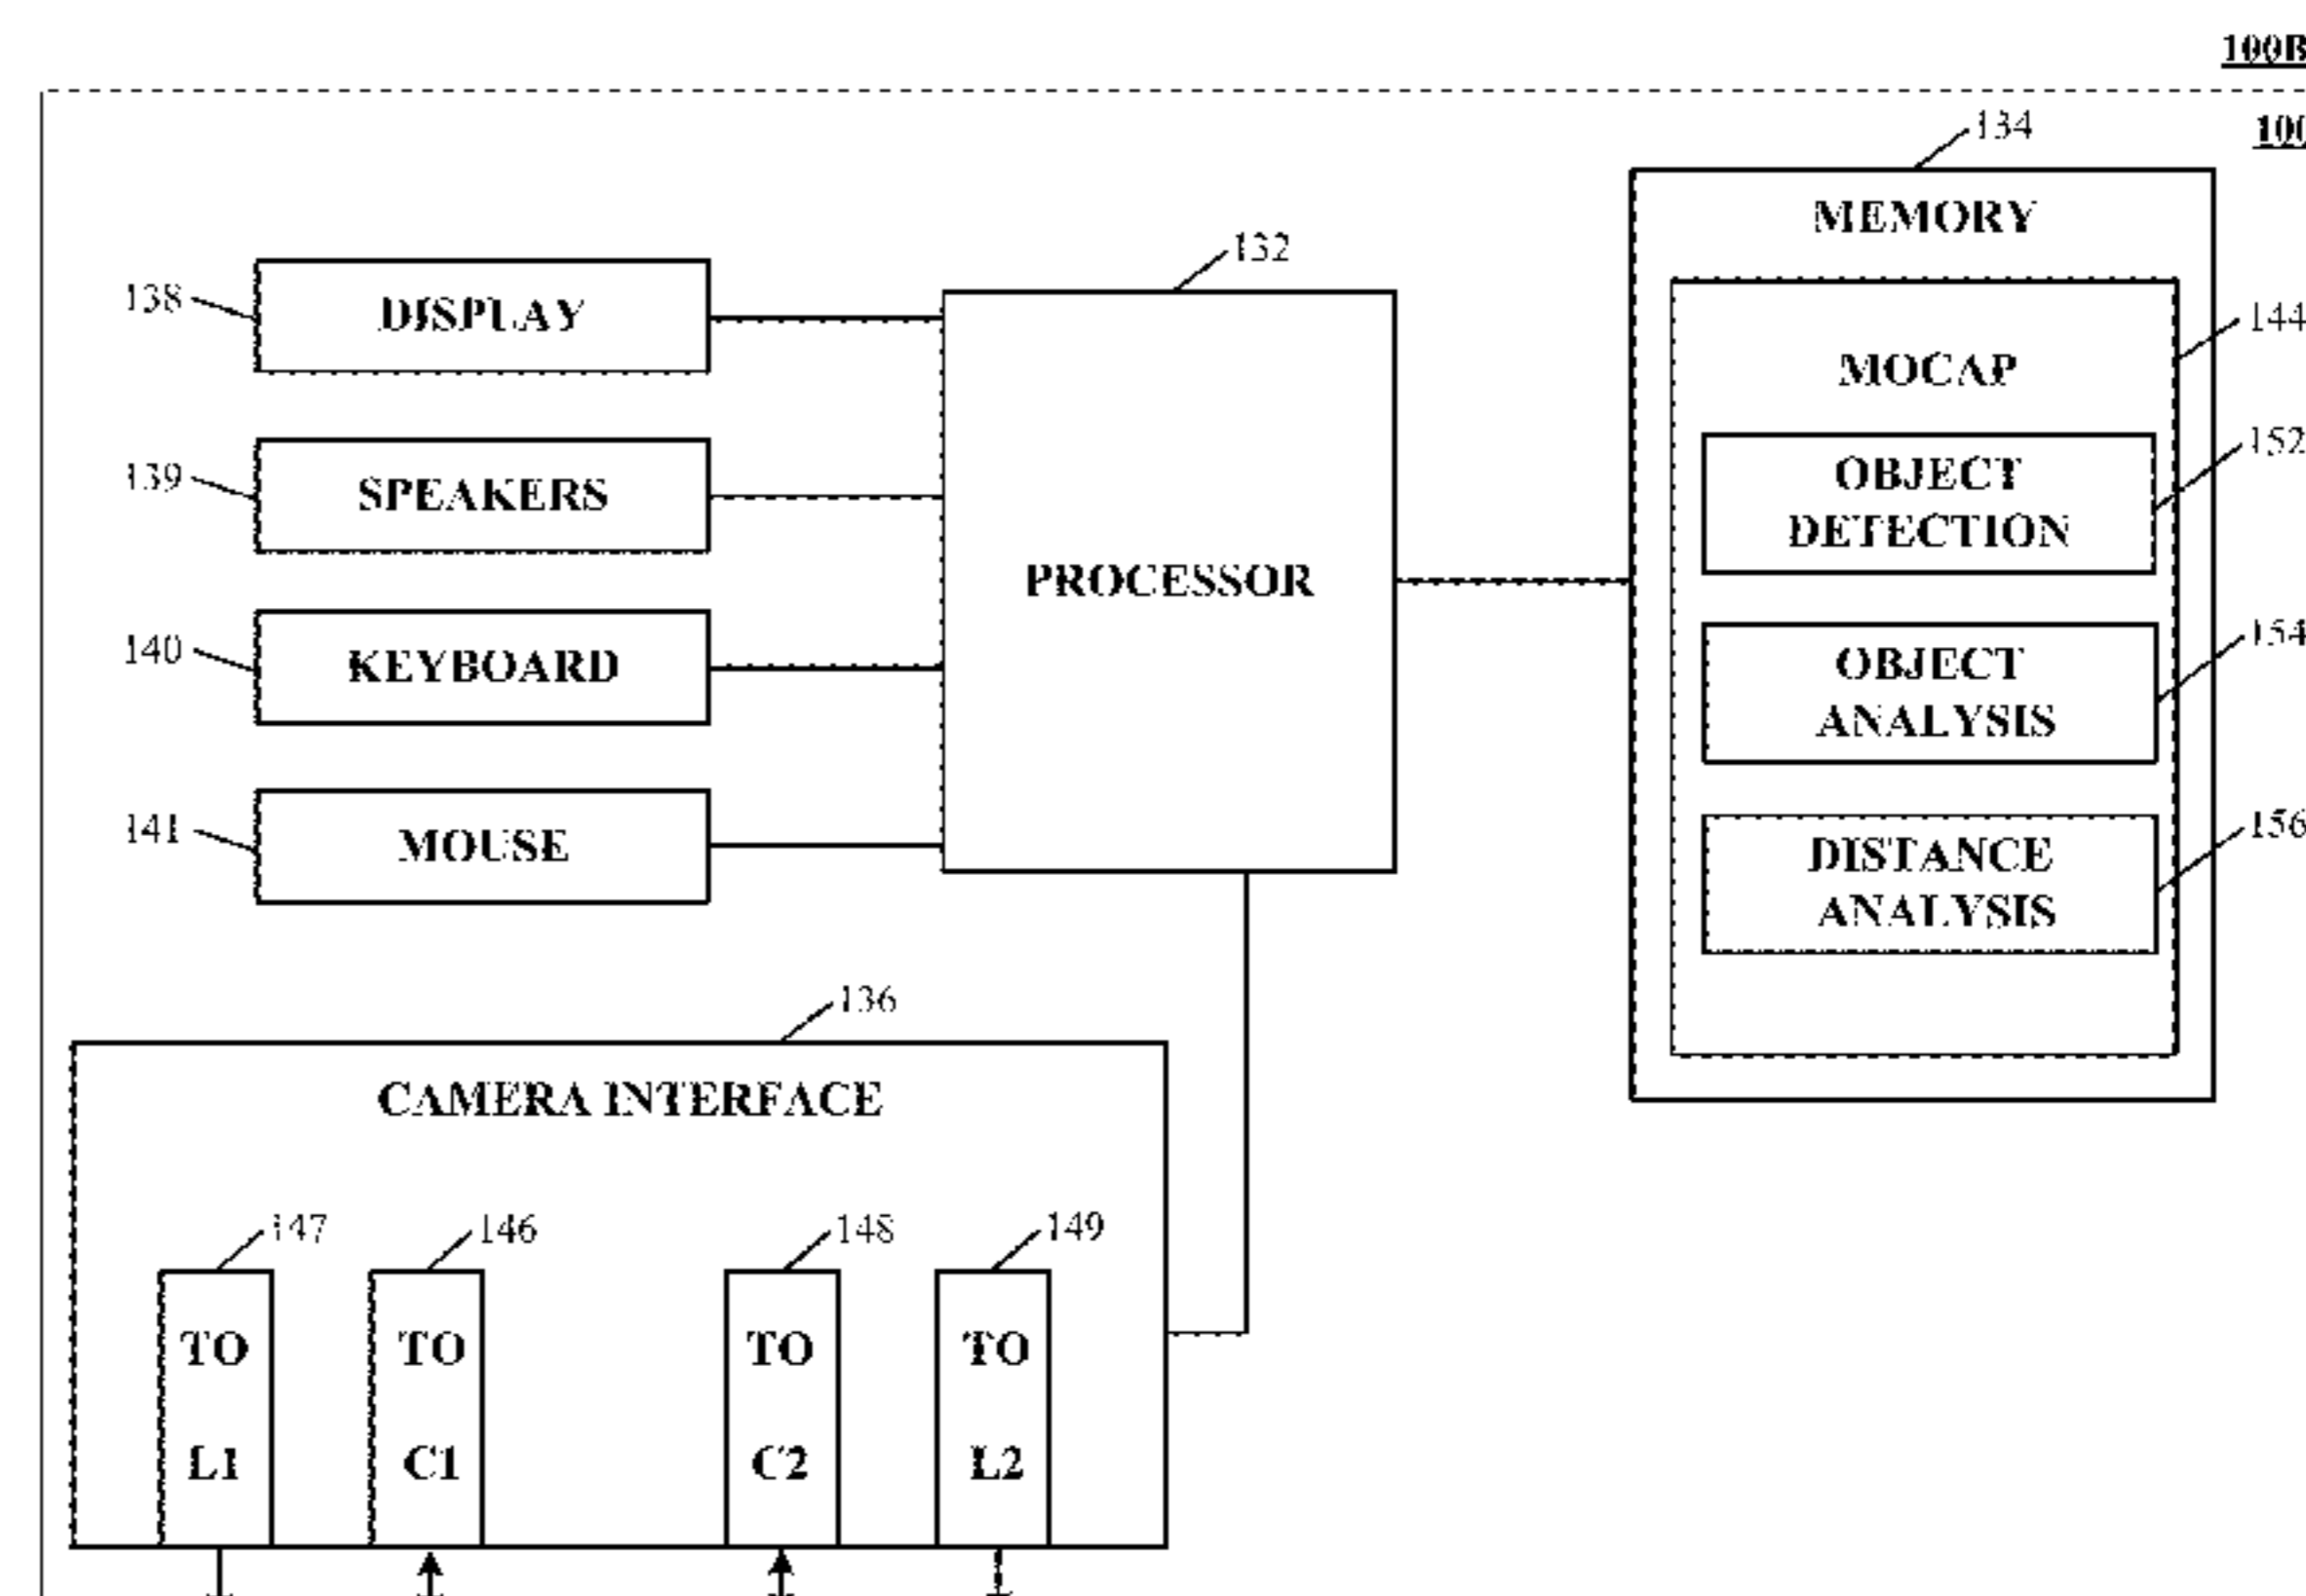 100B
100
134
MEMORY
132
138
DISPLAY
144
MOCAP
139
SPEAKERS
152
OBJECT
DETECTION
PROCESSOR
140
KEYBOARD
154
OBJECT
ANALYSIS
141
MOUSE
156
DISTANCE
ANALYSIS
136
CAMERA INTERFACE
147
146
148
149
TO
L1
TO
C1
TO
C2
TO
L2